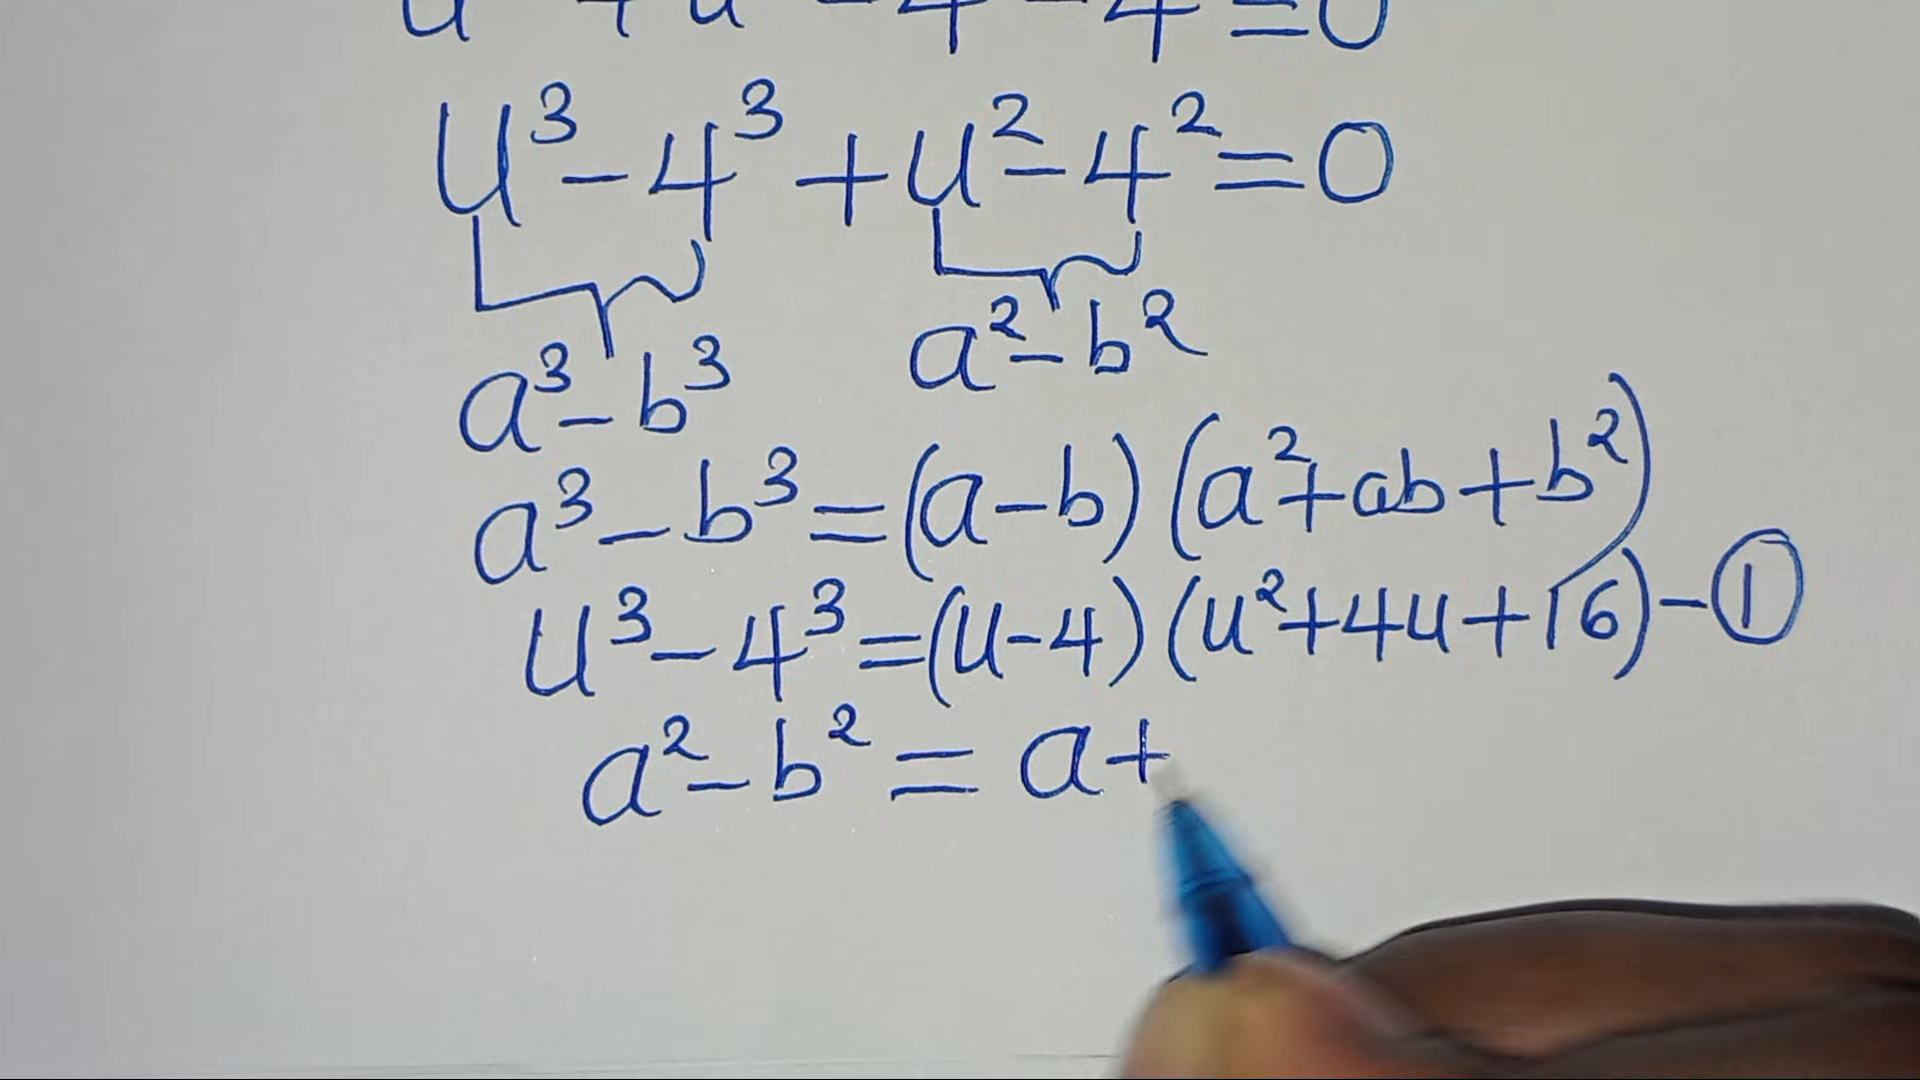 u³ - 4³ + u² - 4² = 0
a³ - b³ a² - b²
a³ - b³ = (a - b) (a² + ab + b²)
u³ - 4³ = (u - 4) (u² + 4u + 16) - ①
a² - b² = a +